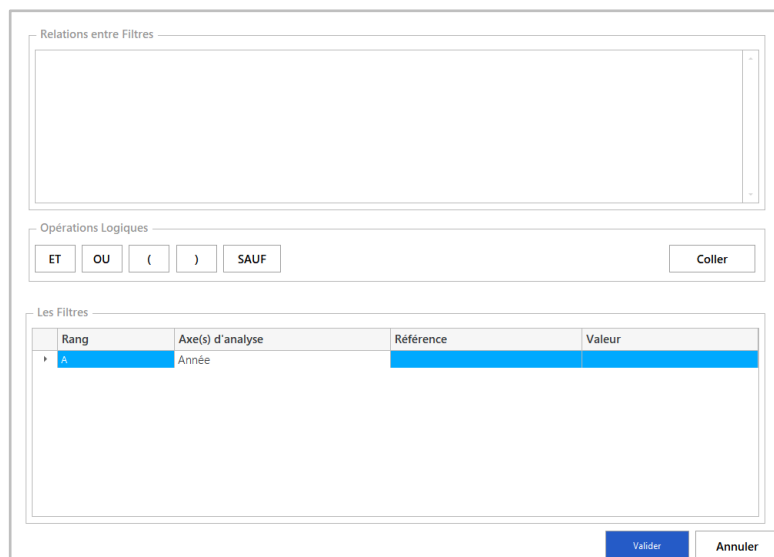 Relations entre Filtres
Opérations Logiques
ET OU ( ) SAUF Coller
Les Filtres
Rang Axe(s) d'analyse Référence Valeur
A Année
Valider Annuler